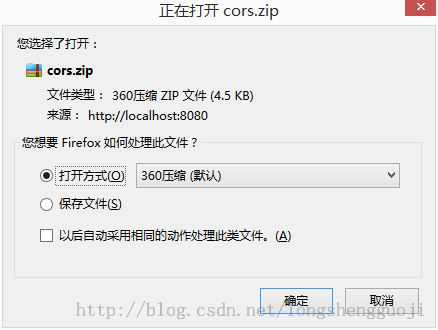 正在打开 cors.zip
您选择了打开：
cors.zip
文件类型： 360压缩 ZIP 文件 (4.5 KB)
来源： http://localhost:8080
您想要 Firefox 如何处理此文件？
打开方式(O) 360压缩 (默认)
保存文件(S)
以后自动采用相同的动作处理此类文件。(A)
确定 取消
http://blog.csdn.net/longshengguoji